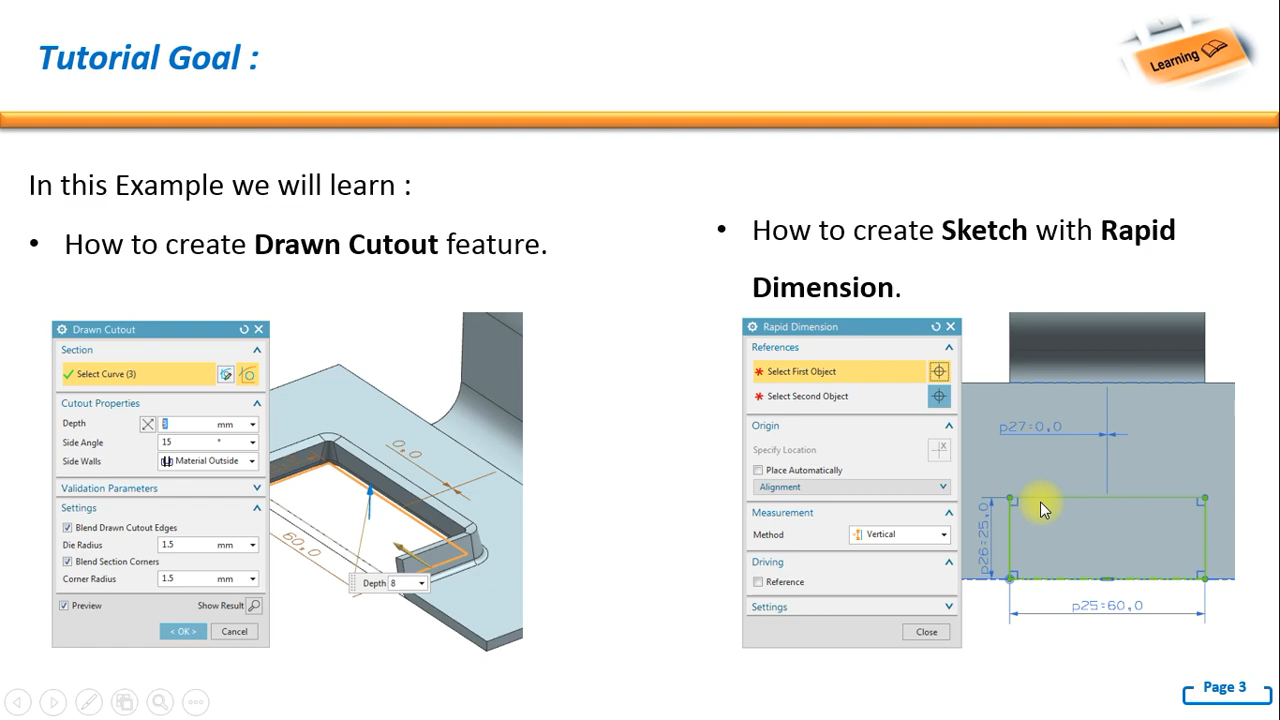 Tutorial Goal :
Learning
In this Example we will learn :
• How to create Drawn Cutout feature.
Drawn Cutout
Section
Select Curve (3)
Cutout Properties
Depth mm
Side Angle 15 °
Side Walls Material Outside
Validation Parameters
Settings
Blend Drawn Cutout Edges
Die Radius 1.5 mm
Blend Section Corners
Corner Radius 1.5 mm
Preview Show Result
< OK > Cancel
0,0
60,0
Depth 8
• How to create Sketch with Rapid
Dimension.
Rapid Dimension
References
* Select First Object
* Select Second Object
Origin
Specify Location
Place Automatically
Alignment
Measurement
Method Vertical
Driving
Reference
Settings
Close
p27=0,0
p26=25,0
p25=60,0
Page 3